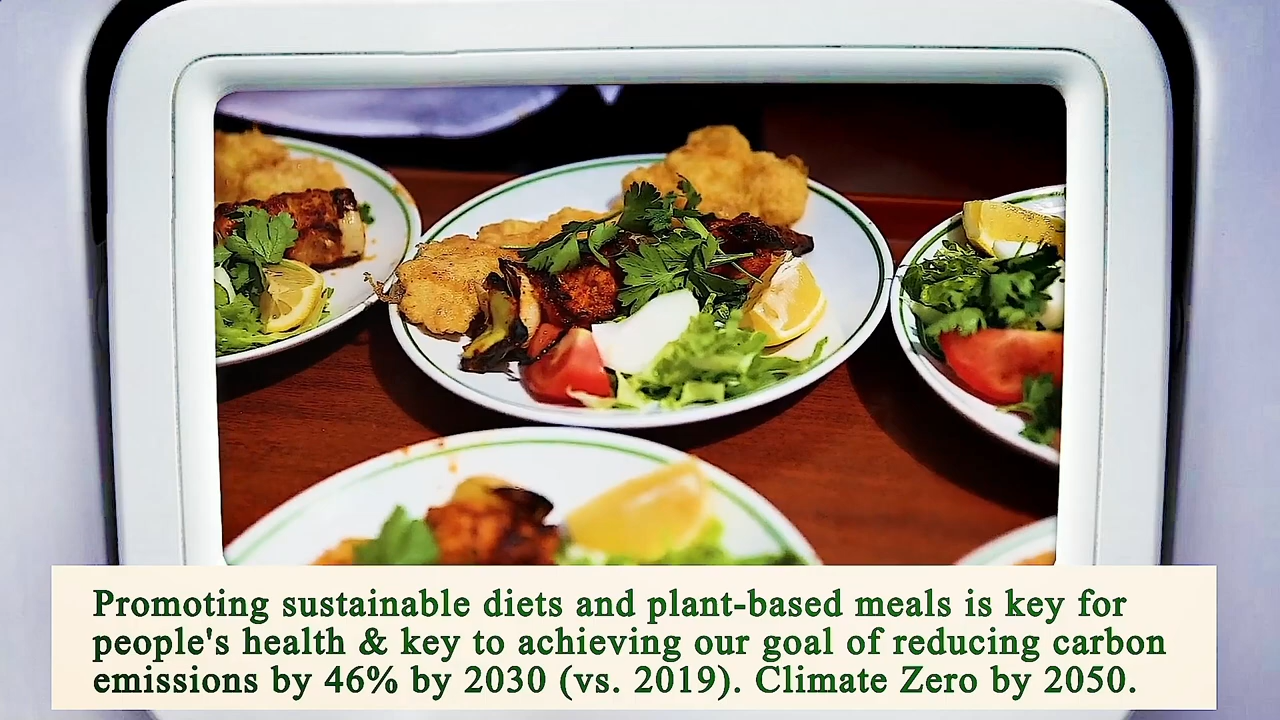 Promoting sustainable diets and plant-based meals is key for
people's health & key to achieving our goal of reducing carbon
emissions by 46% by 2030 (vs. 2019). Climate Zero by 2050.